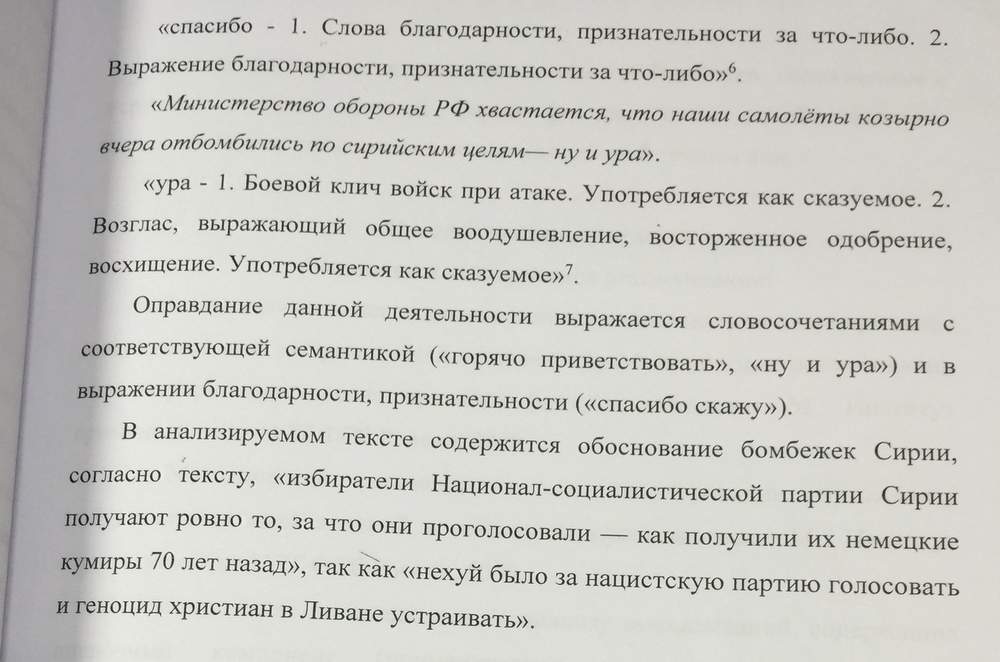 «спасибо - 1. Слова благодарности, признательности за что-либо. 2.
Выражение благодарности, признательности за что-либо»⁶.
«Министерство обороны РФ хвастается, что наши самолёты козырно
вчера отбомбились по сирийским целям— ну и ура».
«ура - 1. Боевой клич войск при атаке. Употребляется как сказуемое. 2.
Возглас, выражающий общее воодушевление, восторженное одобрение,
восхищение. Употребляется как сказуемое»⁷.
Оправдание данной деятельности выражается словосочетаниями с
соответствующей семантикой («горячо приветствовать», «ну и ура») и в
выражении благодарности, признательности («спасибо скажу»).
В анализируемом тексте содержится обоснование бомбежек Сирии,
согласно тексту, «избиратели Национал-социалистической партии Сирии
получают ровно то, за что они проголосовали — как получили их немецкие
кумиры 70 лет назад», так как «нехуй было за нацистскую партию голосовать
и геноцид христиан в Ливане устраивать».